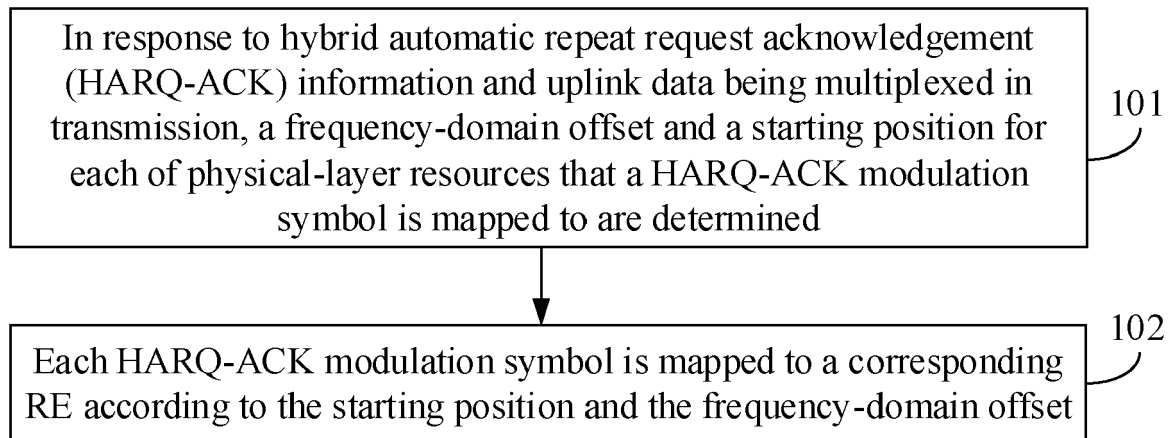 In response to hybrid automatic repeat request acknowledgement
(HARQ-ACK) information and uplink data being multiplexed in
transmission, a frequency-domain offset and a starting position for
each of physical-layer resources that a HARQ-ACK modulation
symbol is mapped to are determined
101
Each HARQ-ACK modulation symbol is mapped to a corresponding
RE according to the starting position and the frequency-domain offset
102